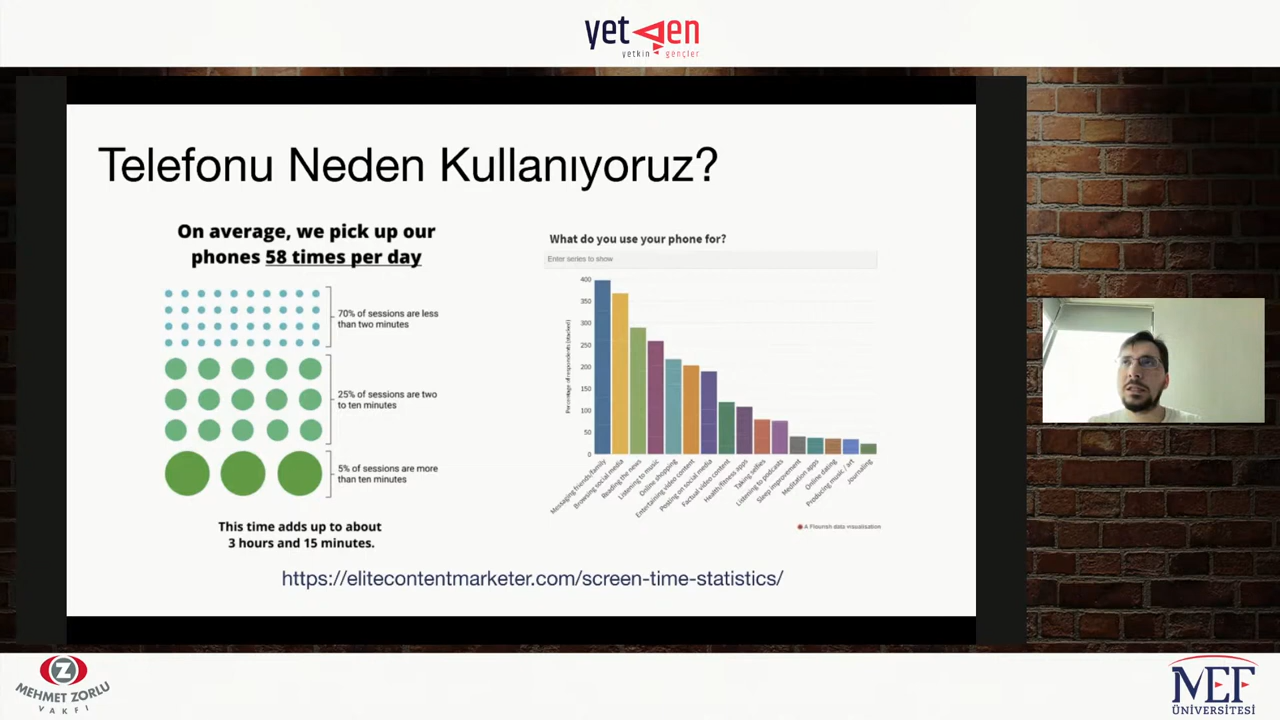 yetgen
yetkin gençler
Telefonu Neden Kullanıyoruz?
On average, we pick up our
phones 58 times per day
70% of sessions are less
than two minutes
25% of sessions are two
to ten minutes
5% of sessions are more
than ten minutes
This time adds up to about
3 hours and 15 minutes.
What do you use your phone for?
Enter series to show
Percentage of respondents (stacked)
400
350
300
250
200
150
100
50
0
Messaging friends/family
Browsing social media
Reading the news
Listening to music
Online shopping
Entertaining video content
Posting on social media
Factual video content
Health/fitness apps
Taking selfies
Listening to podcasts
Sleep improvement
Meditation apps
Online dating
Producing music / art
Journaling
A Flourish data visualisation
https://elitecontentmarketer.com/screen-time-statistics/
Z
MEHMET ZORLU
VAKFI
MEF
ÜNİVERSİTESİ